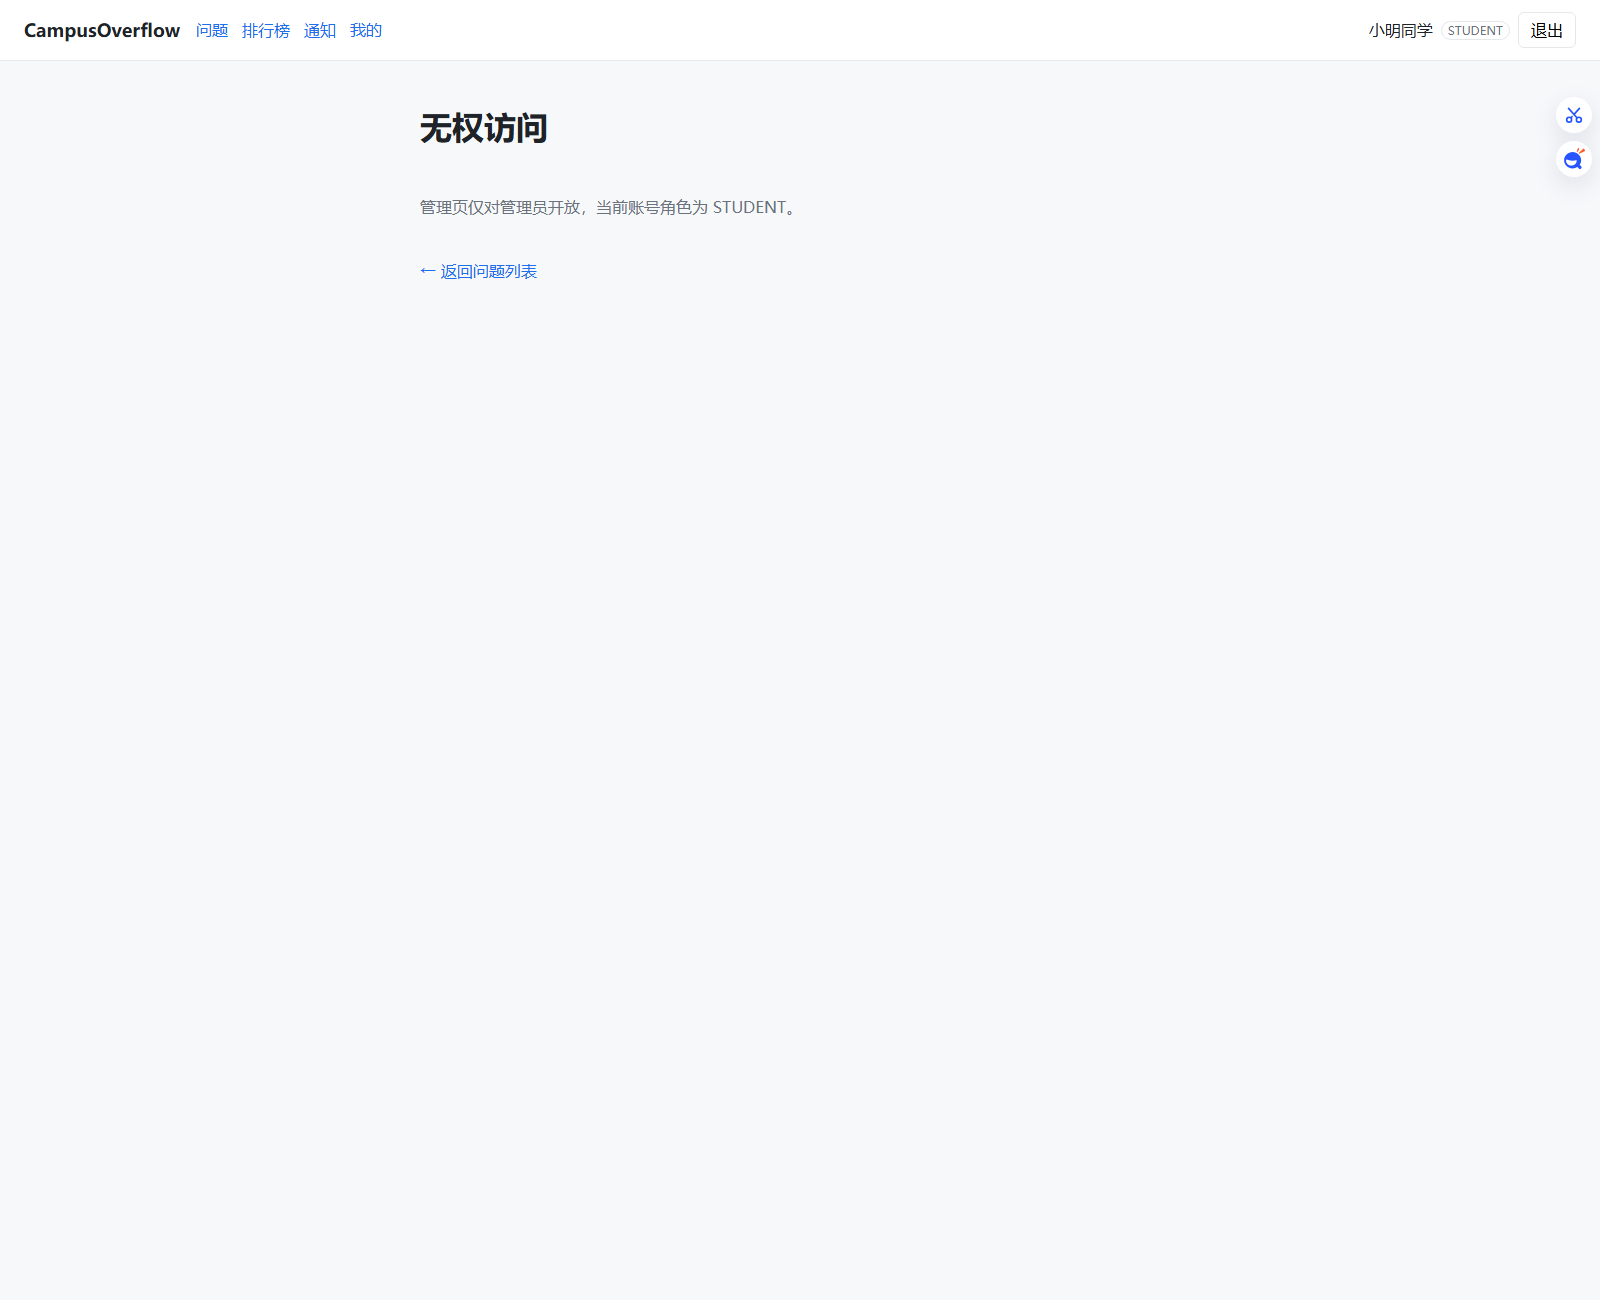 CampusOverflow 问题 排行榜 通知 我的 小明同学 STUDENT 退出
无权访问
管理页仅对管理员开放，当前账号角色为 STUDENT。
← 返回问题列表